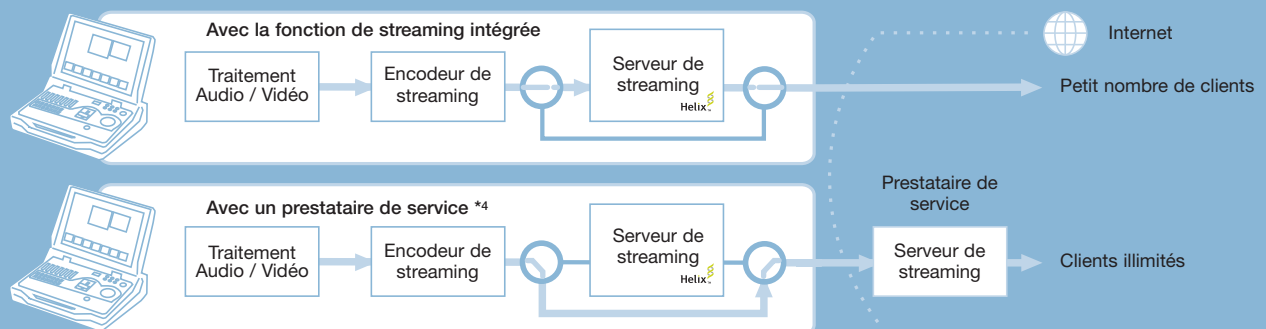 Avec la fonction de streaming intégrée
Traitement
Audio / Vidéo
Encodeur de
streaming
Serveur de
streaming
Helix™
Internet
Petit nombre de clients
Avec un prestataire de service *4
Traitement
Audio / Vidéo
Encodeur de
streaming
Serveur de
streaming
Helix™
Prestataire de
service
Serveur de
streaming
Clients illimités